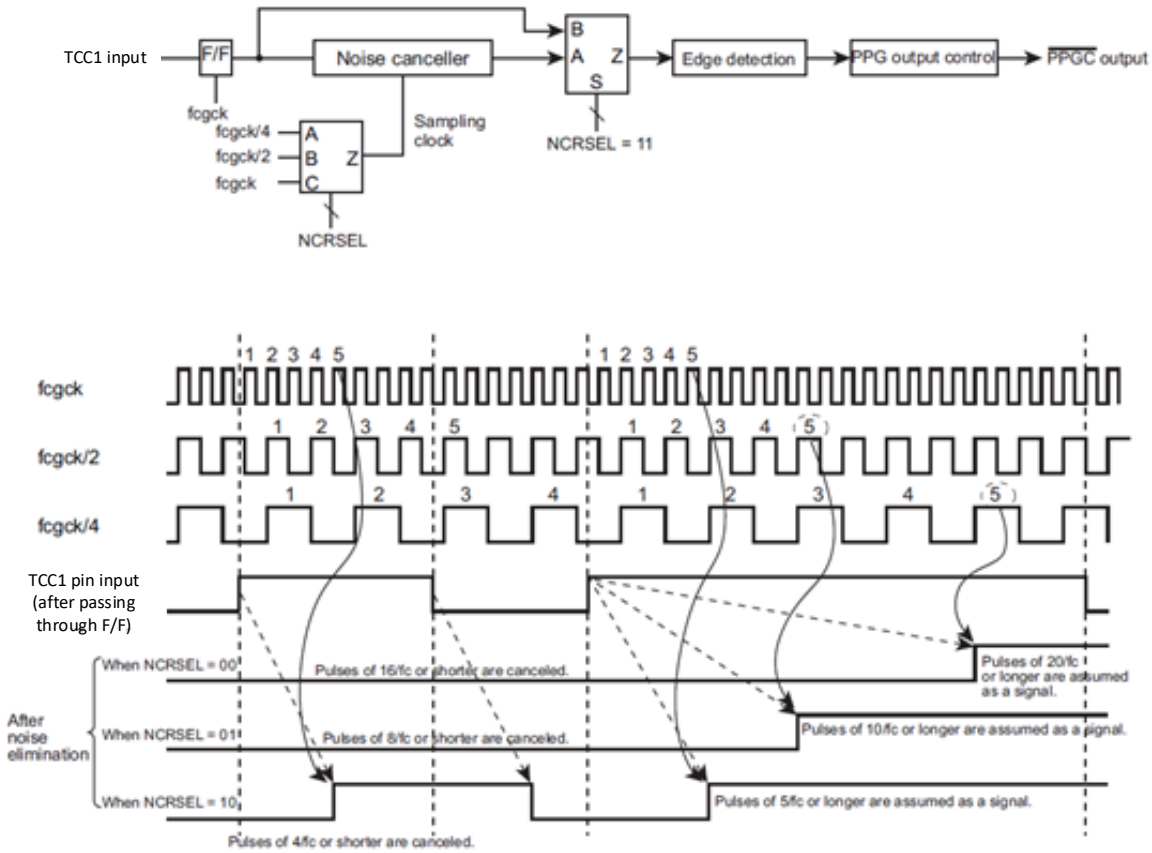 TCC1 input
F/F
Noise canceller
B
A
Z
S
Edge detection
PPG output control
PPGC output
fcgck
fcgck/4
fcgck/2
fcgck
A
B
C
Z
Sampling
clock
NCRSEL = 11
NCRSEL
1 2 3 4 5
1 2 3 4 5
fcgck
1 2 3 4 5
1 2 3 4 5
fcgck/2
1 2 3 4
1 2 3 4 5
fcgck/4
TCC1 pin input
(after passing
through F/F)
After
noise
elimination
When NCRSEL = 00
Pulses of 16/fc or shorter are canceled.
Pulses of 20/fc
or longer are assumed
as a signal.
When NCRSEL = 01
Pulses of 8/fc or shorter are canceled.
Pulses of 10/fc or longer are assumed as a signal.
When NCRSEL = 10
Pulses of 5/fc or longer are assumed as a signal.
Pulses of 4/fc or shorter are canceled.